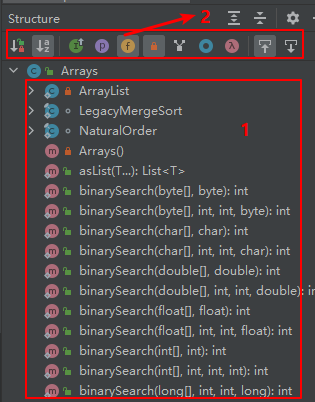 Structure
2
Arrays
ArrayList
LegacyMergeSort
1
NaturalOrder
Arrays()
asList(T...): List<T>
binarySearch(byte[], byte): int
binarySearch(byte[], int, int, byte): int
binarySearch(char[], char): int
binarySearch(char[], int, int, char): int
binarySearch(double[], double): int
binarySearch(double[], int, int, double): in
binarySearch(float[], float): int
binarySearch(float[], int, int, float): int
binarySearch(int[], int): int
binarySearch(int[], int, int, int): int
binarySearch(long[], int, int, long): int